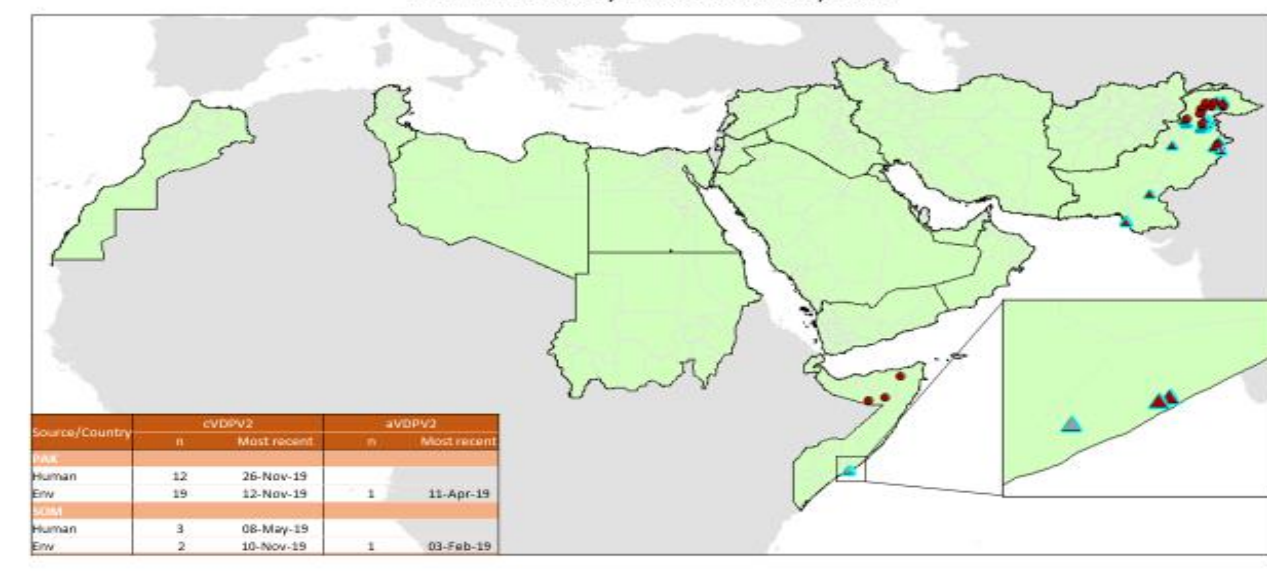 Source/Country cVDPV2 aVDPV2
n Most recent n Most recent
PAK
Human 12 26-Nov-19
Env 19 12-Nov-19 1 11-Apr-19
SOM
Human 3 08-May-19
Env 2 10-Nov-19 1 03-Feb-19